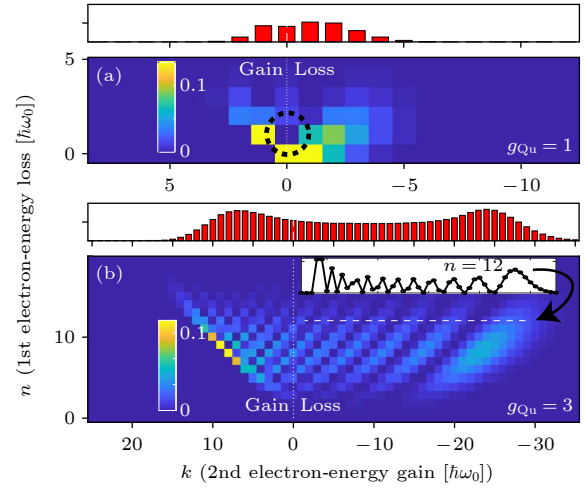 5
(a)
0.1
0
Gain Loss
g_Qu = 1
0
5
0
−5
−10
n (1st electron-energy loss [ℏω₀])
(b)
n = 12
10
0.1
0
Gain Loss
g_Qu = 3
0
20
10
0
−10
−20
−30
k (2nd electron-energy gain [ℏω₀])